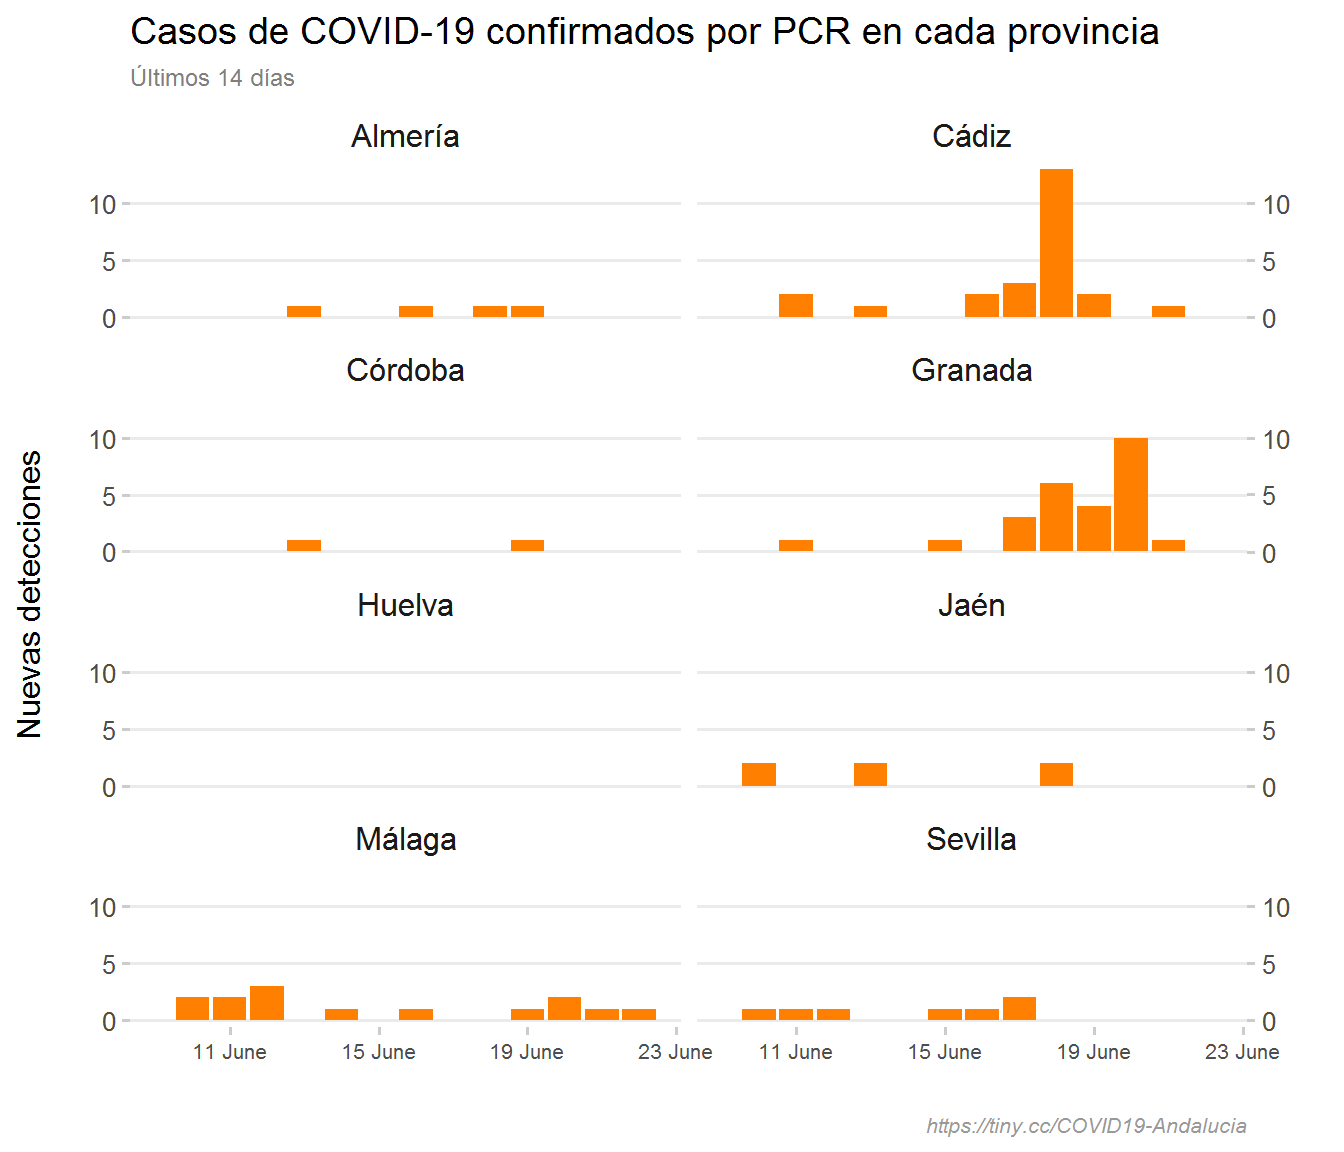 Casos de COVID-19 confirmados por PCR en cada provincia
Últimos 14 días
Almería
Cádiz
10
5
0
10
5
0
Córdoba
Granada
10
5
0
10
5
0
Nuevas detecciones
Huelva
Jaén
10
5
0
10
5
0
Málaga
Sevilla
10
5
0
10
5
0
11 June 15 June 19 June 23 June
11 June 15 June 19 June 23 June
https://tiny.cc/COVID19-Andalucia